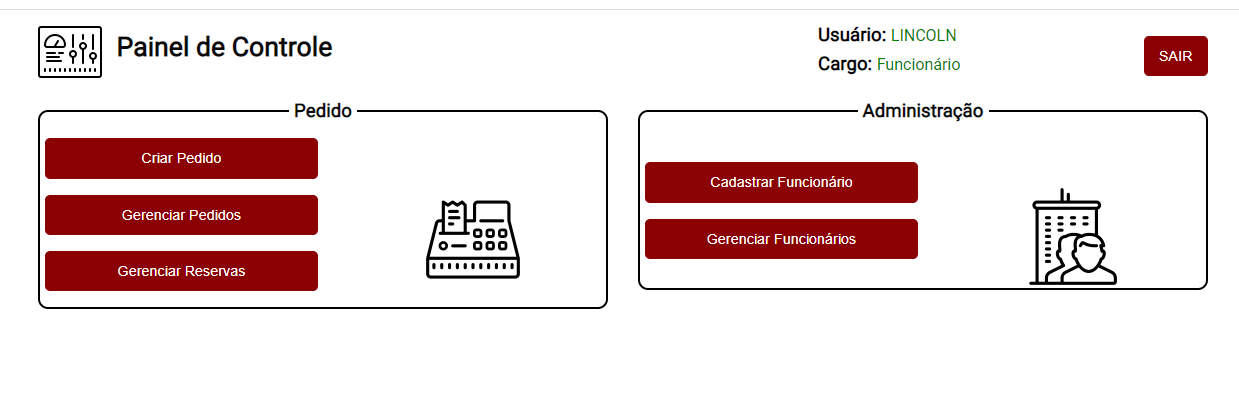 Painel de Controle
Usuário: LINCOLN
Cargo: Funcionário
SAIR
Pedido
Criar Pedido
Gerenciar Pedidos
Gerenciar Reservas
Administração
Cadastrar Funcionário
Gerenciar Funcionários